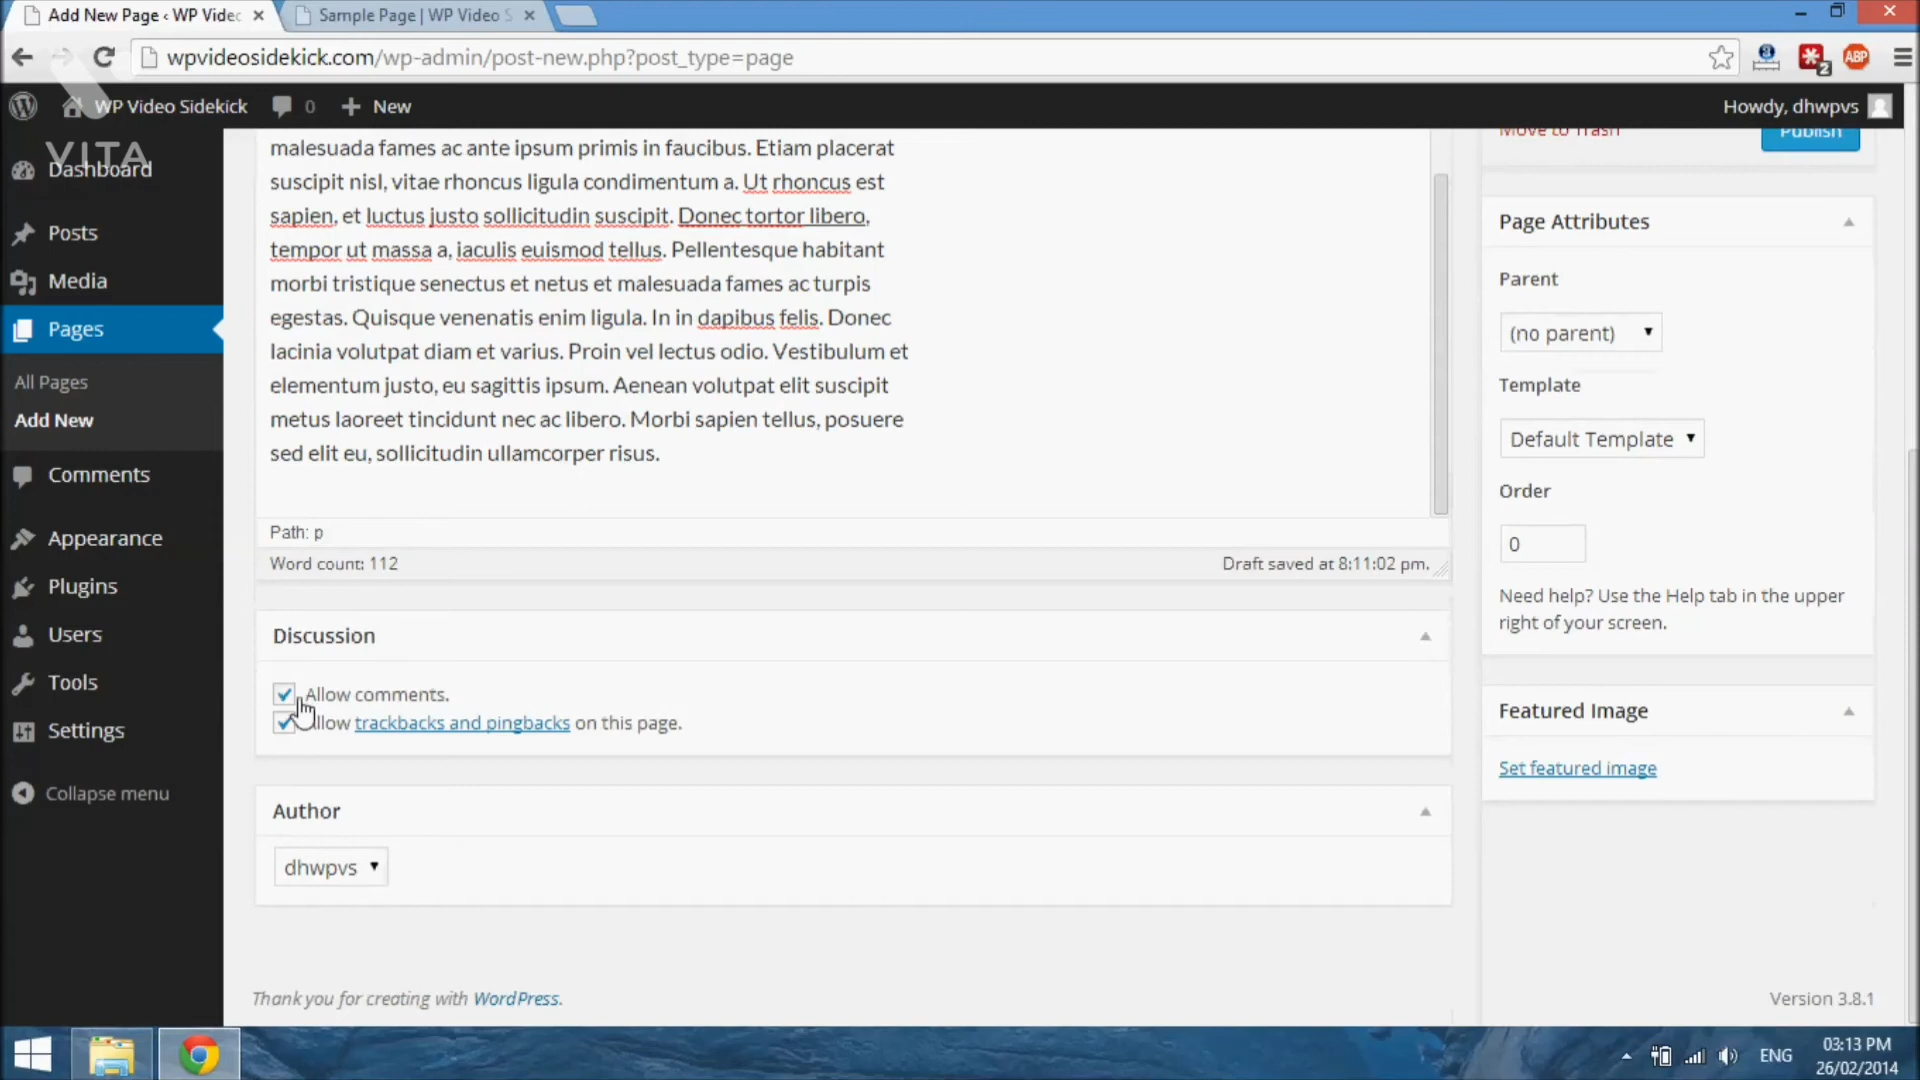 Add New Page ‹ WP Videc
Sample Page | WP Video S
wpvideosidekick.com/wp-admin/post-new.php?post_type=page
3
2
ABP
WP Video Sidekick
0
New
Howdy, dhwpvs
VITA
Dashboard
Posts
Media
Pages
All Pages
Add New
Comments
Appearance
Plugins
Users
Tools
Settings
Collapse menu
malesuada fames ac ante ipsum primis in faucibus. Etiam placerat
suscipit nisl, vitae rhoncus ligula condimentum a. Ut rhoncus est
sapien, et luctus justo sollicitudin suscipit. Donec tortor libero,
tempor ut massa a, iaculis euismod tellus. Pellentesque habitant
morbi tristique senectus et netus et malesuada fames ac turpis
egestas. Quisque venenatis enim ligula. In in dapibus felis. Donec
lacinia volutpat diam et varius. Proin vel lectus odio. Vestibulum et
elementum justo, eu sagittis ipsum. Aenean volutpat elit suscipit
metus laoreet tincidunt nec ac libero. Morbi sapien tellus, posuere
sed elit eu, sollicitudin ullamcorper risus.
Path: p
Word count: 112
Draft saved at 8:11:02 pm.
Discussion
Allow comments.
llow trackbacks and pingbacks on this page.
Author
dhwpvs
Thank you for creating with WordPress.
Version 3.8.1
Move to Trash
Publish
Page Attributes
Parent
(no parent)
Template
Default Template
Order
0
Need help? Use the Help tab in the upper
right of your screen.
Featured Image
Set featured image
ENG
03:13 PM
26/02/2014